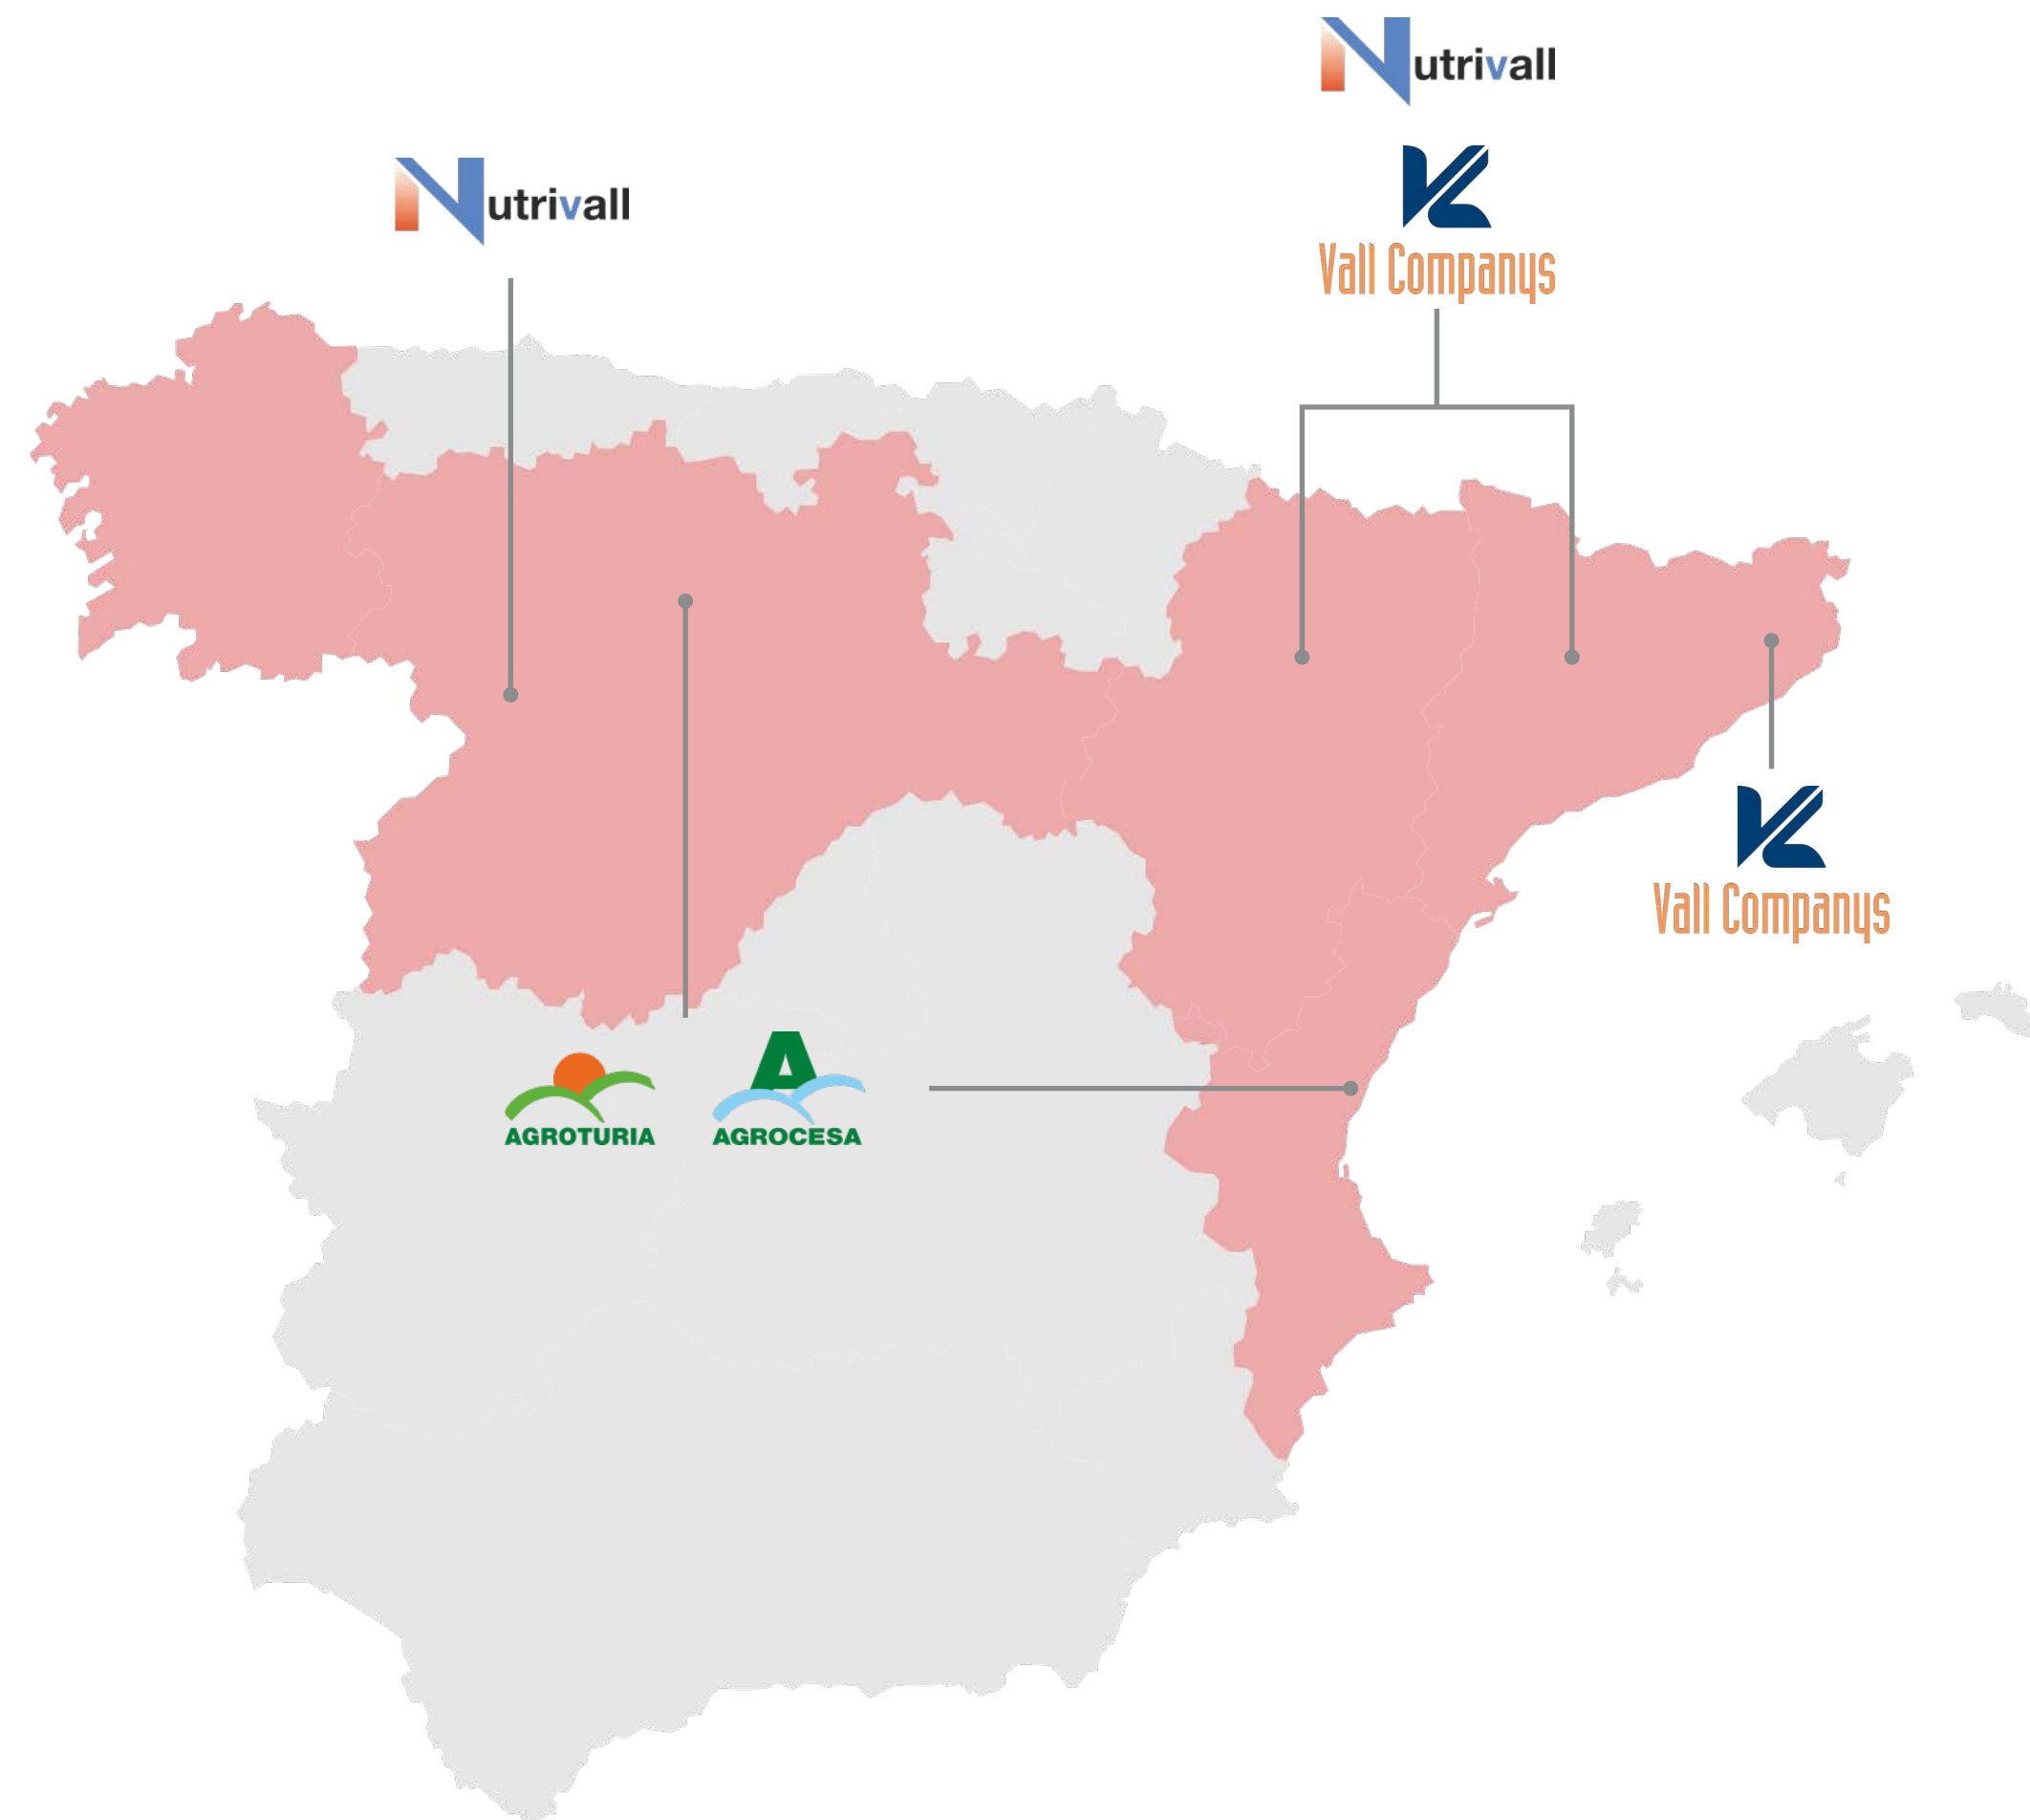 Nutrivall
Vall Companys
Nutrivall
Vall Companys
AGROTURIA
A
AGROCESA